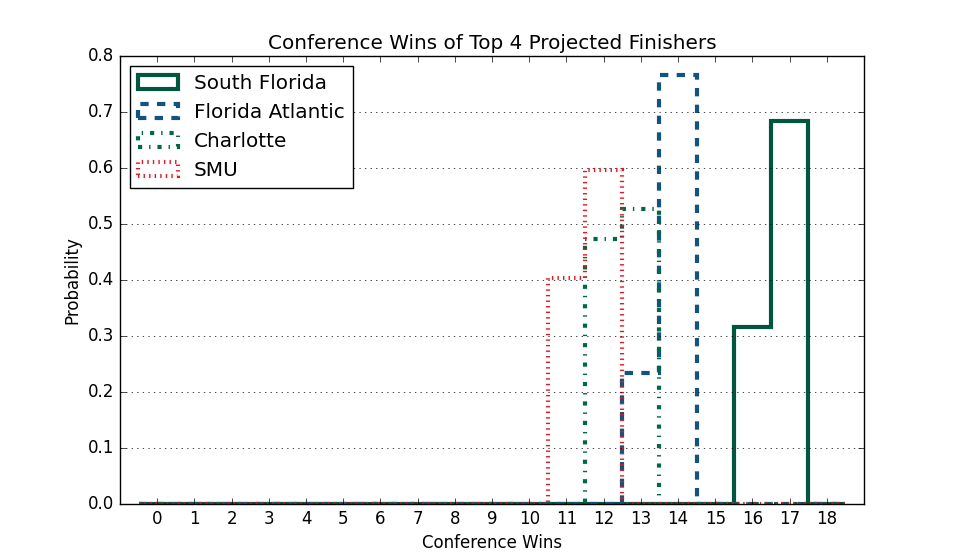 Conference Wins of Top 4 Projected Finishers
South Florida
Florida Atlantic
Charlotte
SMU
0.8
0.7
0.6
0.5
0.4
0.3
0.2
0.1
0.0
Probability
0 1 2 3 4 5 6 7 8 9 10 11 12 13 14 15 16 17 18
Conference Wins